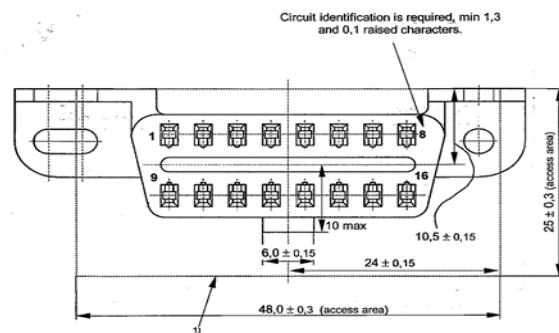 Circuit identification is required, min 1,3
and 0,1 raised characters.
1
8
9
16
10 max
10,5 ± 0,15
25 ± 0,3 (access area)
6,0 ± 0,15
24 ± 0,15
48,0 ± 0,3 (access area)
1)